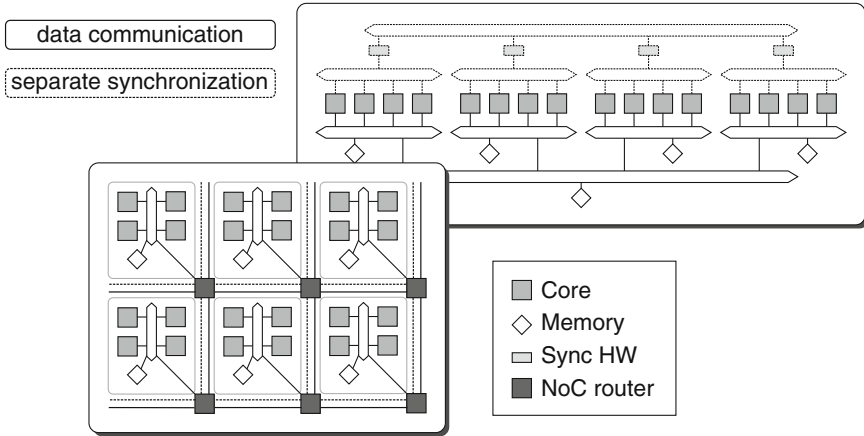 data communication
separate synchronization
Core
Memory
Sync HW
NoC router